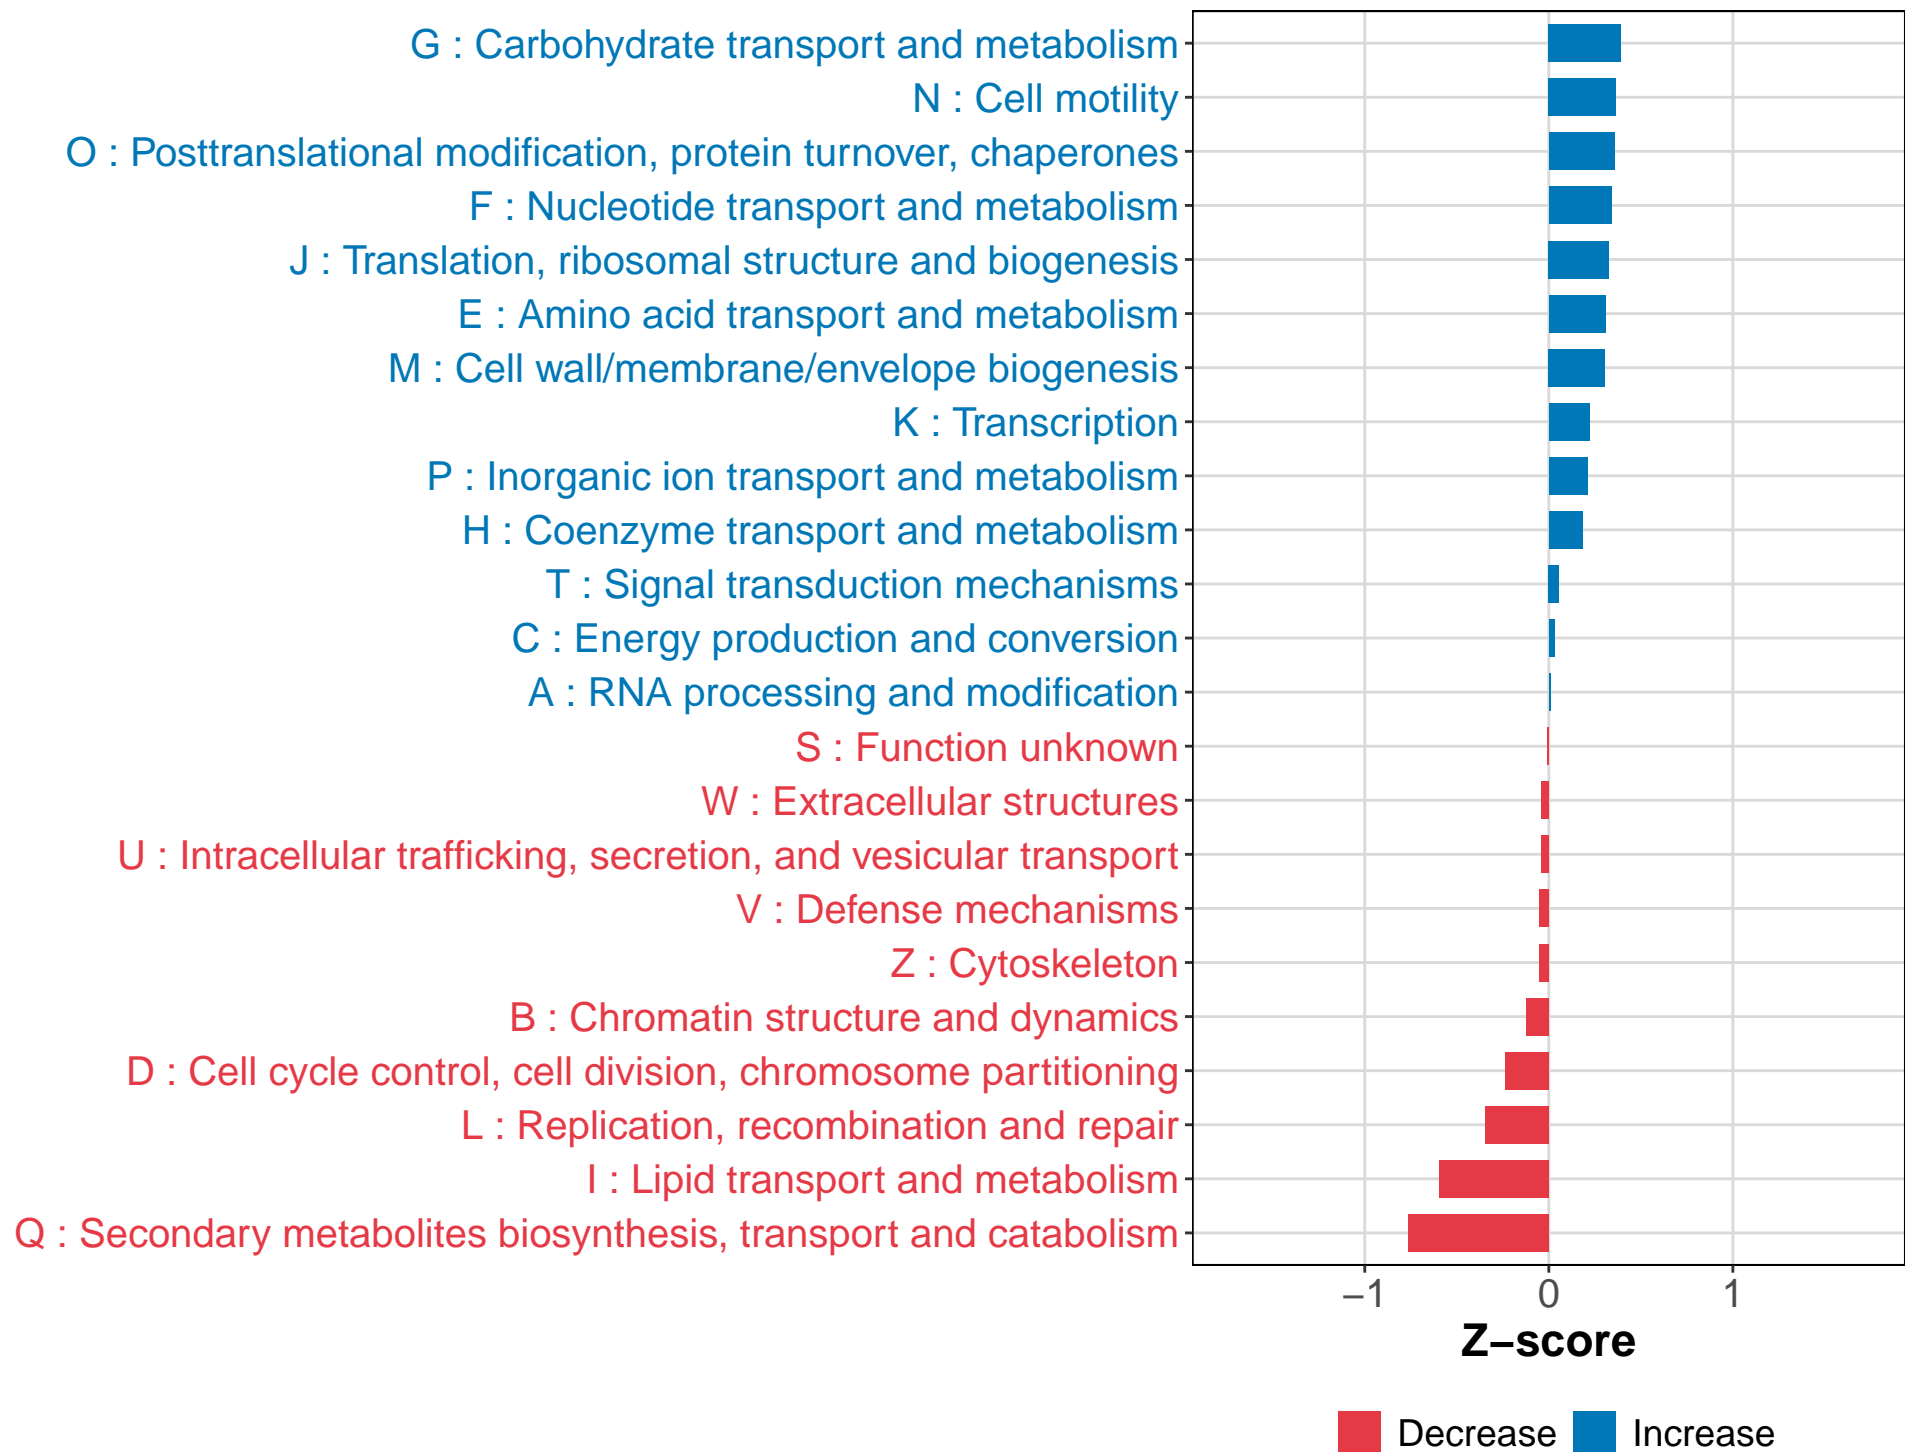 G : Carbohydrate transport and metabolism
N : Cell motility
O : Posttranslational modification, protein turnover, chaperones
F : Nucleotide transport and metabolism
J : Translation, ribosomal structure and biogenesis
E : Amino acid transport and metabolism
M : Cell wall/membrane/envelope biogenesis
K : Transcription
P : Inorganic ion transport and metabolism
H : Coenzyme transport and metabolism
T : Signal transduction mechanisms
C : Energy production and conversion
A : RNA processing and modification
S : Function unknown
W : Extracellular structures
U : Intracellular trafficking, secretion, and vesicular transport
V : Defense mechanisms
Z : Cytoskeleton
B : Chromatin structure and dynamics
D : Cell cycle control, cell division, chromosome partitioning
L : Replication, recombination and repair
I : Lipid transport and metabolism
Q : Secondary metabolites biosynthesis, transport and catabolism
−1 0 1
Z−score
Decrease Increase